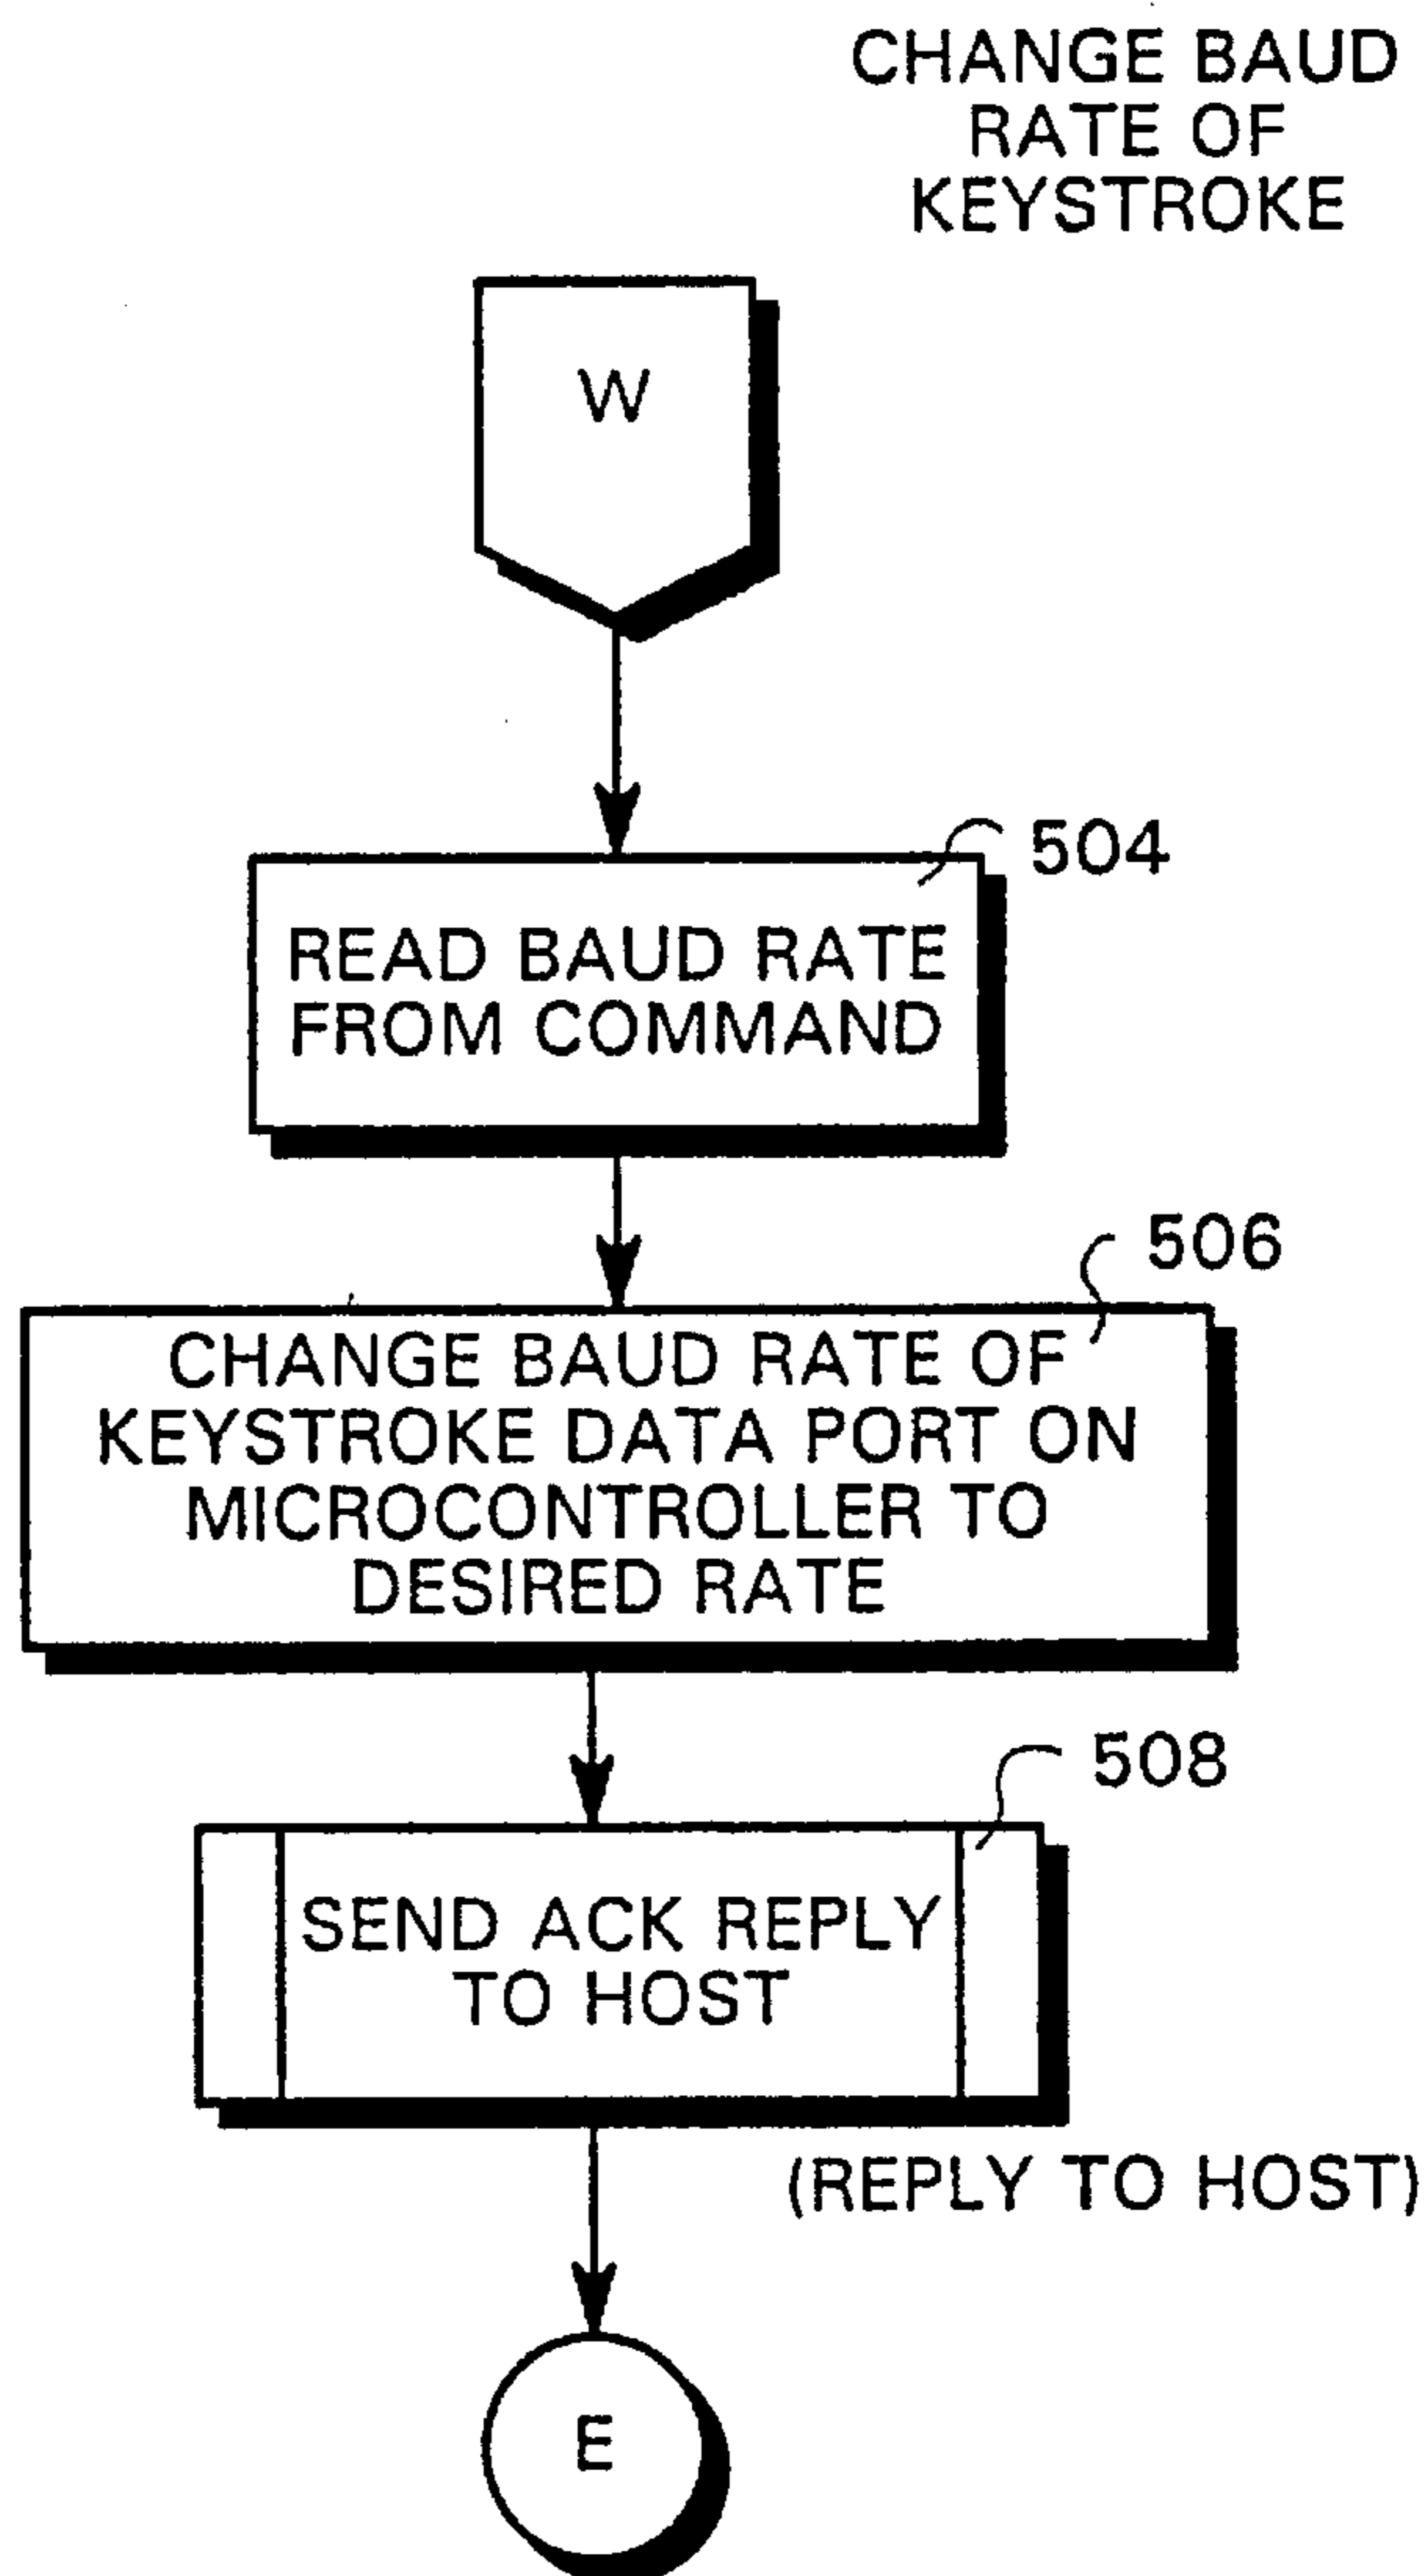 CHANGE BAUD
RATE OF
KEYSTROKE
W
504
READ BAUD RATE
FROM COMMAND
506
CHANGE BAUD RATE OF
KEYSTROKE DATA PORT ON
MICROCONTROLLER TO
DESIRED RATE
508
SEND ACK REPLY
TO HOST
(REPLY TO HOST)
E